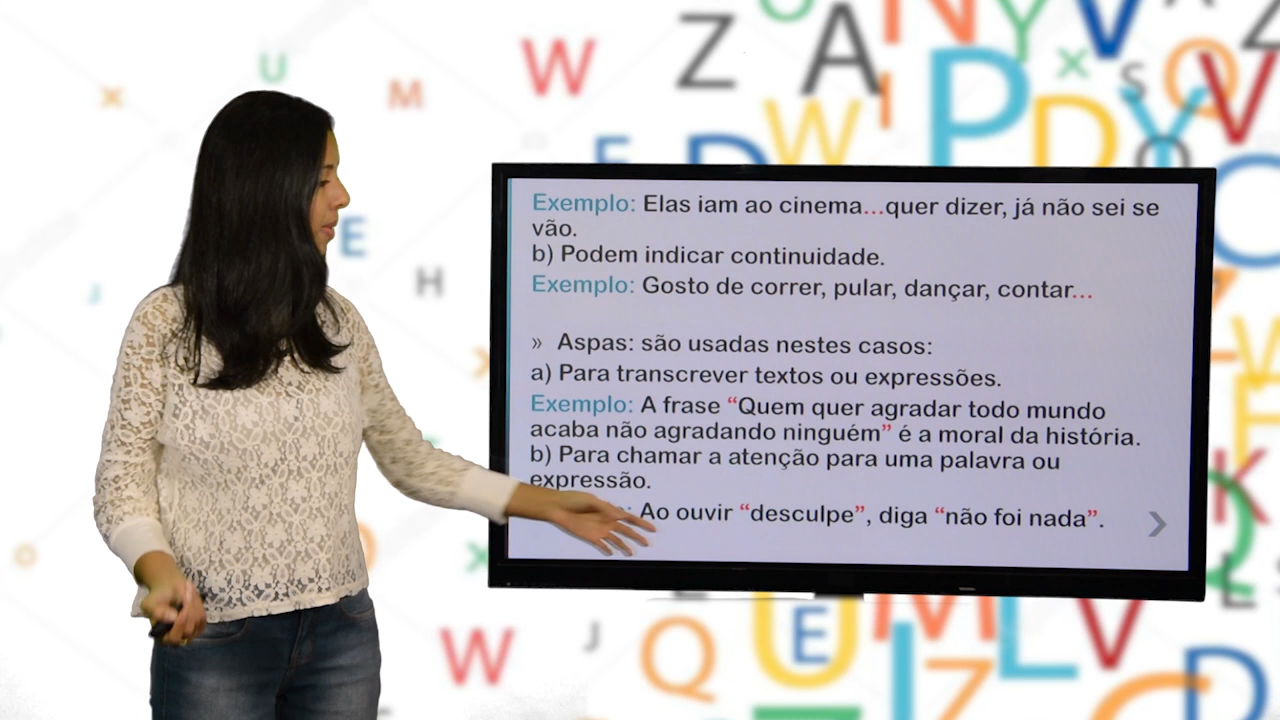 Exemplo: Elas iam ao cinema...quer dizer, já não sei se
vão.
b) Podem indicar continuidade.
Exemplo: Gosto de correr, pular, dançar, contar...
» Aspas: são usadas nestes casos:
a) Para transcrever textos ou expressões.
Exemplo: A frase “Quem quer agradar todo mundo
acaba não agradando ninguém” é a moral da história.
b) Para chamar a atenção para uma palavra ou
expressão.
: Ao ouvir “desculpe”, diga “não foi nada”.